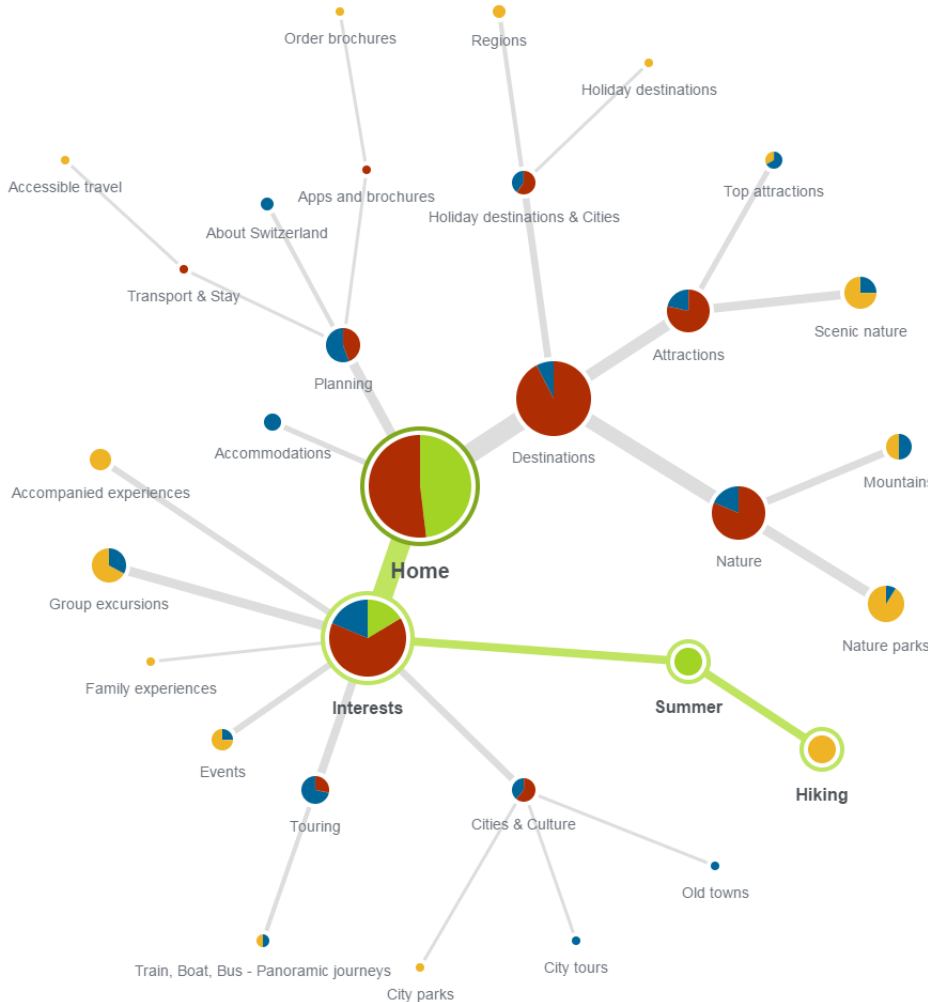 Order brochures
Regions
Holiday destinations
Accessible travel
Apps and brochures
Top attractions
About Switzerland
Holiday destinations & Cities
Transport & Stay
Scenic nature
Attractions
Planning
Accommodations
Destinations
Mountains
Accompanied experiences
Nature
Home
Group excursions
Nature parks
Family experiences
Interests
Summer
Events
Hiking
Touring
Cities & Culture
Old towns
Train, Boat, Bus - Panoramic journeys
City tours
City parks